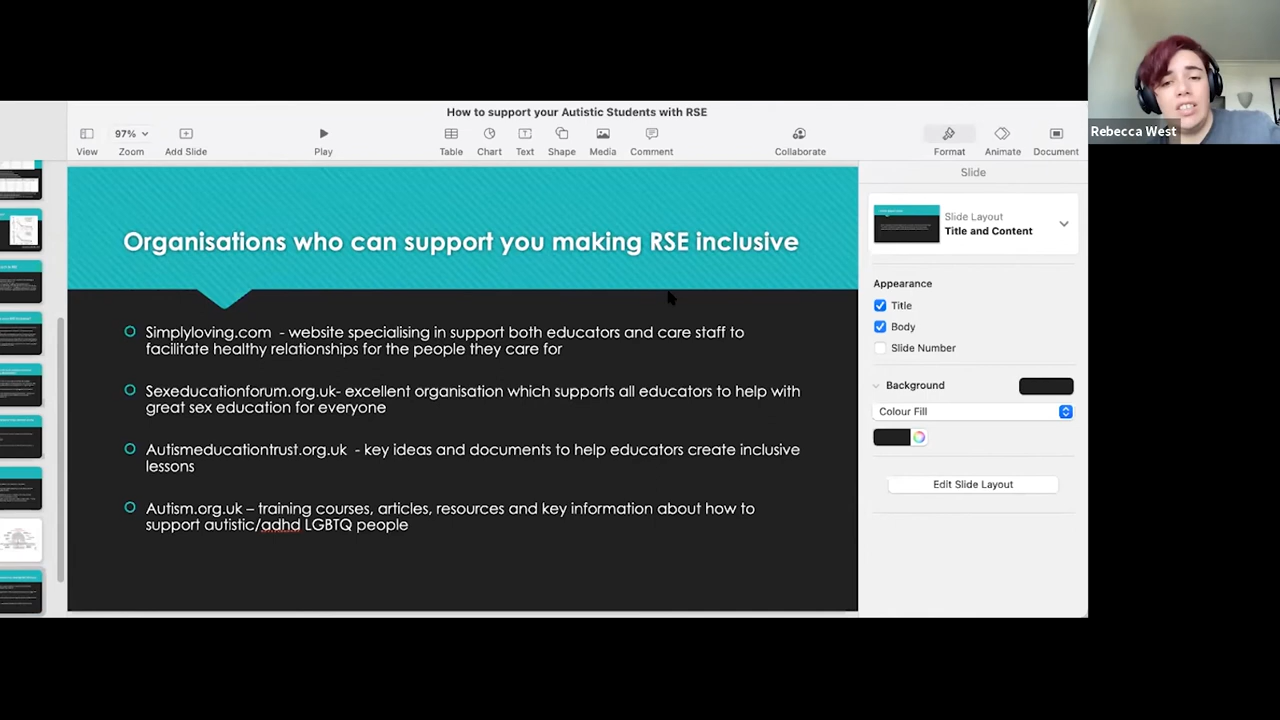 How to support your Autistic Students with RSE
97%
View
Zoom
Add Slide
Play
Table
Chart
Text
Shape
Media
Comment
Collaborate
Format
Animate
Document
Rebecca West
Organisations who can support you making RSE inclusive
Simplyloving.com - website specialising in support both educators and care staff to
facilitate healthy relationships for the people they care for
Sexeducationforum.org.uk- excellent organisation which supports all educators to help with
great sex education for everyone
Autismeducationtrust.org.uk - key ideas and documents to help educators create inclusive
lessons
Autism.org.uk – training courses, articles, resources and key information about how to
support autistic/adhd LGBTQ people
Slide
Slide Layout
Title and Content
Appearance
Title
Body
Slide Number
Background
Colour Fill
Edit Slide Layout